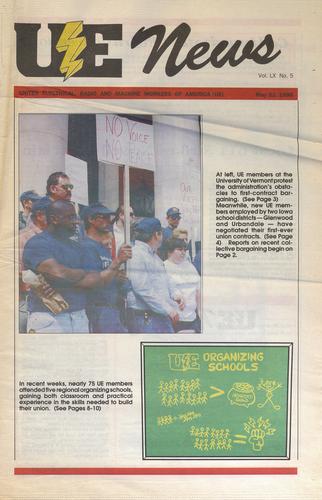 UE News
Vol. LX No. 5
UNITED ELECTRICAL, RADIO AND MACHINE WORKERS OF AMERICA (UE)
NO VOICE
NO PEACE
At left, UE members at the
University of Vermont protest
the administration's obsta-
cles to first-contract bar-
gaining. (See Page 3)
Meanwhile, new UE mem-
bers employed by two Iowa
school districts — Glenwood
and Urbandale — have
negotiated their first-ever
union contracts. (See Page
4) Reports on recent col-
lective bargaining begin on
Page 2.
In recent weeks, nearly 75 UE members
attended five regional organizing schools,
gaining both classroom and practical
experience in the skills needed to build
their union. (See Pages 8-10)
UE ORGANIZING
SCHOOLS